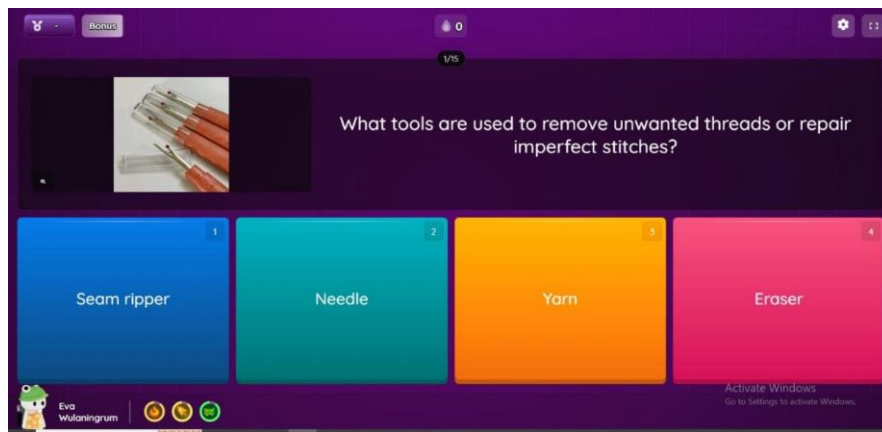 Bonus
0
1/15
What tools are used to remove unwanted threads or repair
imperfect stitches?
1
2
3
4
Seam ripper
Needle
Yarn
Eraser
Activate Windows
Go to Settings to activate Windows.
Eva
Wulaningrum